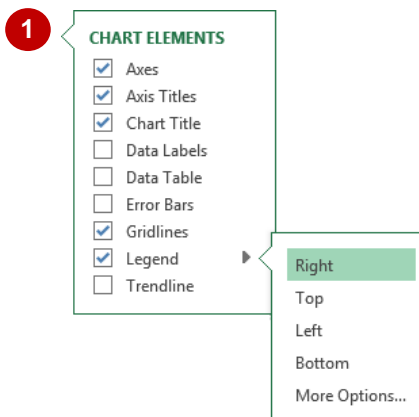 1
CHART ELEMENTS
Axes
Axis Titles
Chart Title
Data Labels
Data Table
Error Bars
Gridlines
Legend
Trendline
Right
Top
Left
Bottom
More Options...